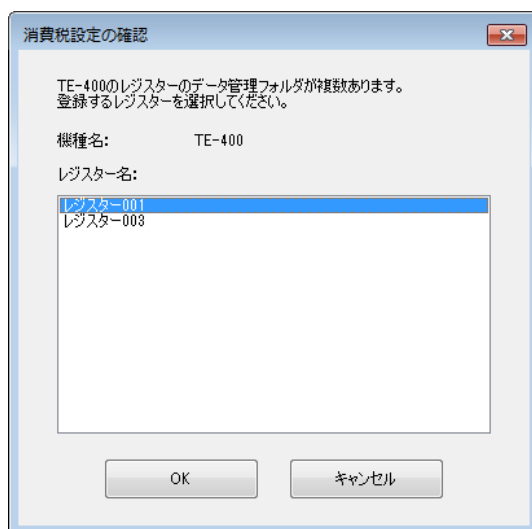 消費税設定の確認
TE-400のレジスターのデータ管理フォルダが複数あります。
登録するレジスターを選択してください。
機種名: TE-400
レジスター名:
レジスター001
レジスター003
OK キャンセル